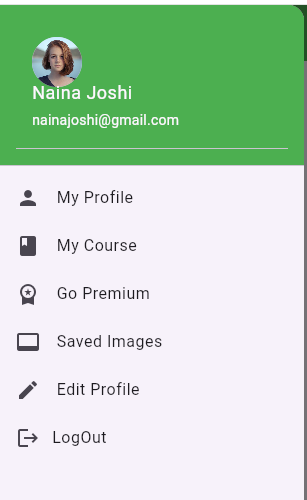 Naina Joshi
nainajoshi@gmail.com
My Profile
My Course
Go Premium
Saved Images
Edit Profile
LogOut